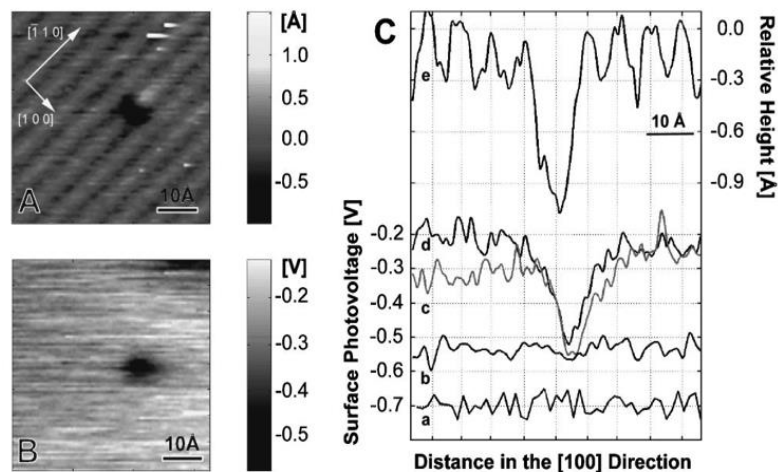 [Å]
[1̄ 1 0]
[1 0 0]
1.0
0.5
0.0
-0.5
A
10Å
[V]
-0.2
-0.3
-0.4
-0.5
B
10Å
C
e
d
c
b
a
10 Å
0.0
-0.3
-0.6
-0.9
Relative Height [Å]
-0.2
-0.3
-0.4
-0.5
-0.6
-0.7
Surface Photovoltage [V]
Distance in the [100] Direction